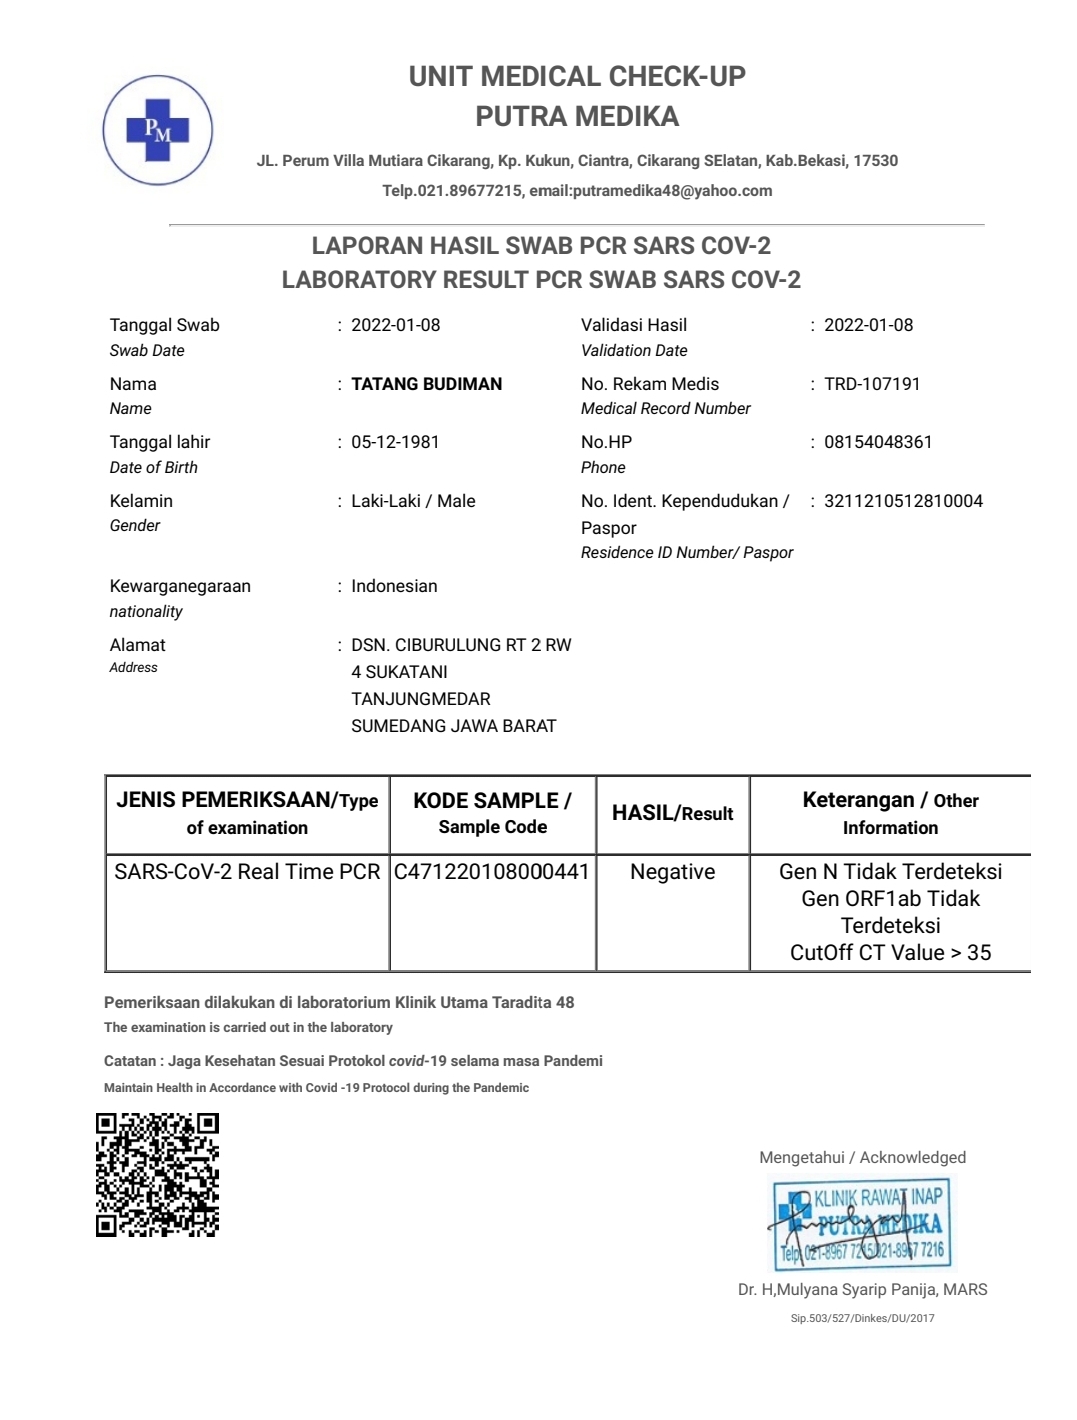 PM
UNIT MEDICAL CHECK-UP
PUTRA MEDIKA
JL. Perum Villa Mutiara Cikarang, Kp. Kukun, Ciantra, Cikarang SElatan, Kab.Bekasi, 17530
Telp.021.89677215, email:putramedika48@yahoo.com
LAPORAN HASIL SWAB PCR SARS COV-2
LABORATORY RESULT PCR SWAB SARS COV-2
Tanggal Swab : 2022-01-08 Validasi Hasil : 2022-01-08
Swab Date Validation Date
Nama : TATANG BUDIMAN No. Rekam Medis : TRD-107191
Name Medical Record Number
Tanggal lahir : 05-12-1981 No.HP : 08154048361
Date of Birth Phone
Kelamin : Laki-Laki / Male No. Ident. Kependudukan / : 3211210512810004
Gender Paspor
Residence ID Number/ Paspor
Kewarganegaraan : Indonesian
nationality
Alamat : DSN. CIBURULUNG RT 2 RW
Address 4 SUKATANI
TANJUNGMEDAR
SUMEDANG JAWA BARAT
JENIS PEMERIKSAAN/Type KODE SAMPLE / HASIL/Result Keterangan / Other
of examination Sample Code Information
SARS-CoV-2 Real Time PCR C471220108000441 Negative Gen N Tidak Terdeteksi
Gen ORF1ab Tidak
Terdeteksi
CutOff CT Value > 35
Pemeriksaan dilakukan di laboratorium Klinik Utama Taradita 48
The examination is carried out in the laboratory
Catatan : Jaga Kesehatan Sesuai Protokol covid-19 selama masa Pandemi
Maintain Health in Accordance with Covid -19 Protocol during the Pandemic
Mengetahui / Acknowledged
KLINIK RAWAT INAP
PUTRA MEDIKA
Telp. 021-8967 7215/021-8967 7216
Dr. H,Mulyana Syarip Panija, MARS
Sip.503/527/Dinkes/DU/2017